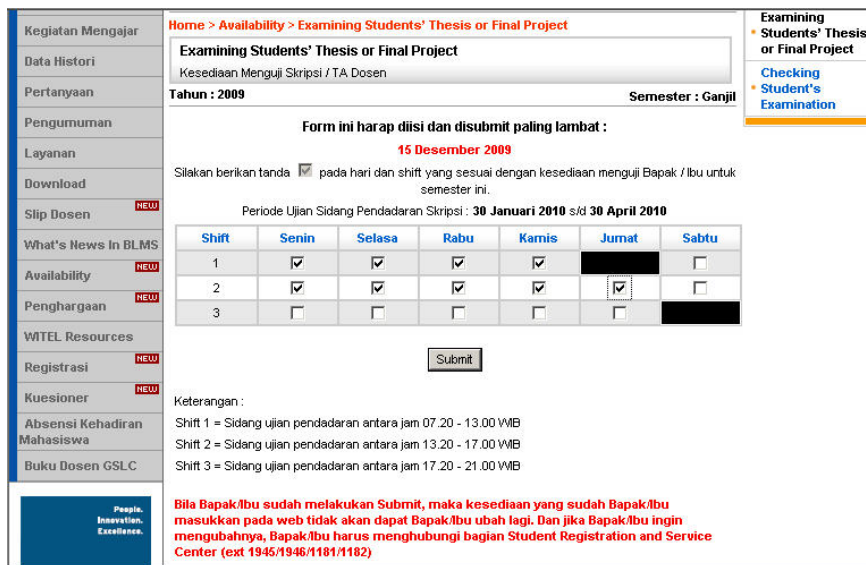 Kegiatan Mengajar
Data Histori
Pertanyaan
Pengumuman
Layanan
Download
Slip Dosen NEW
What's News In BLMS
Availability NEW
Penghargaan NEW
WITEL Resources
Registrasi NEW
Kuesioner NEW
Absensi Kehadiran
Mahasiswa
Buku Dosen GSLC
People.
Innovation.
Excellence.
Home > Availability > Examining Students' Thesis or Final Project
Examining Students' Thesis or Final Project
Kesediaan Menguji Skripsi / TA Dosen
Tahun : 2009 Semester : Ganjil
Form ini harap diisi dan disubmit paling lambat :
15 Desember 2009
Silakan berikan tanda pada hari dan shift yang sesuai dengan kesediaan menguji Bapak / Ibu untuk
semester ini.
Periode Ujian Sidang Pendadaran Skripsi : 30 Januari 2010 s/d 30 April 2010
Shift Senin Selasa Rabu Kamis Jumat Sabtu
1
2
3
Submit
Keterangan :
Shift 1 = Sidang ujian pendadaran antara jam 07.20 - 13.00 WIB
Shift 2 = Sidang ujian pendadaran antara jam 13.20 - 17.00 WIB
Shift 3 = Sidang ujian pendadaran antara jam 17.20 - 21.00 WIB
Bila Bapak/Ibu sudah melakukan Submit, maka kesediaan yang sudah Bapak/Ibu
masukkan pada web tidak akan dapat Bapak/Ibu ubah lagi. Dan jika Bapak/Ibu ingin
mengubahnya, Bapak/Ibu harus menghubungi bagian Student Registration and Service
Center (ext 1945/1946/1181/1182)
Examining
Students' Thesis
or Final Project
Checking
Student's
Examination